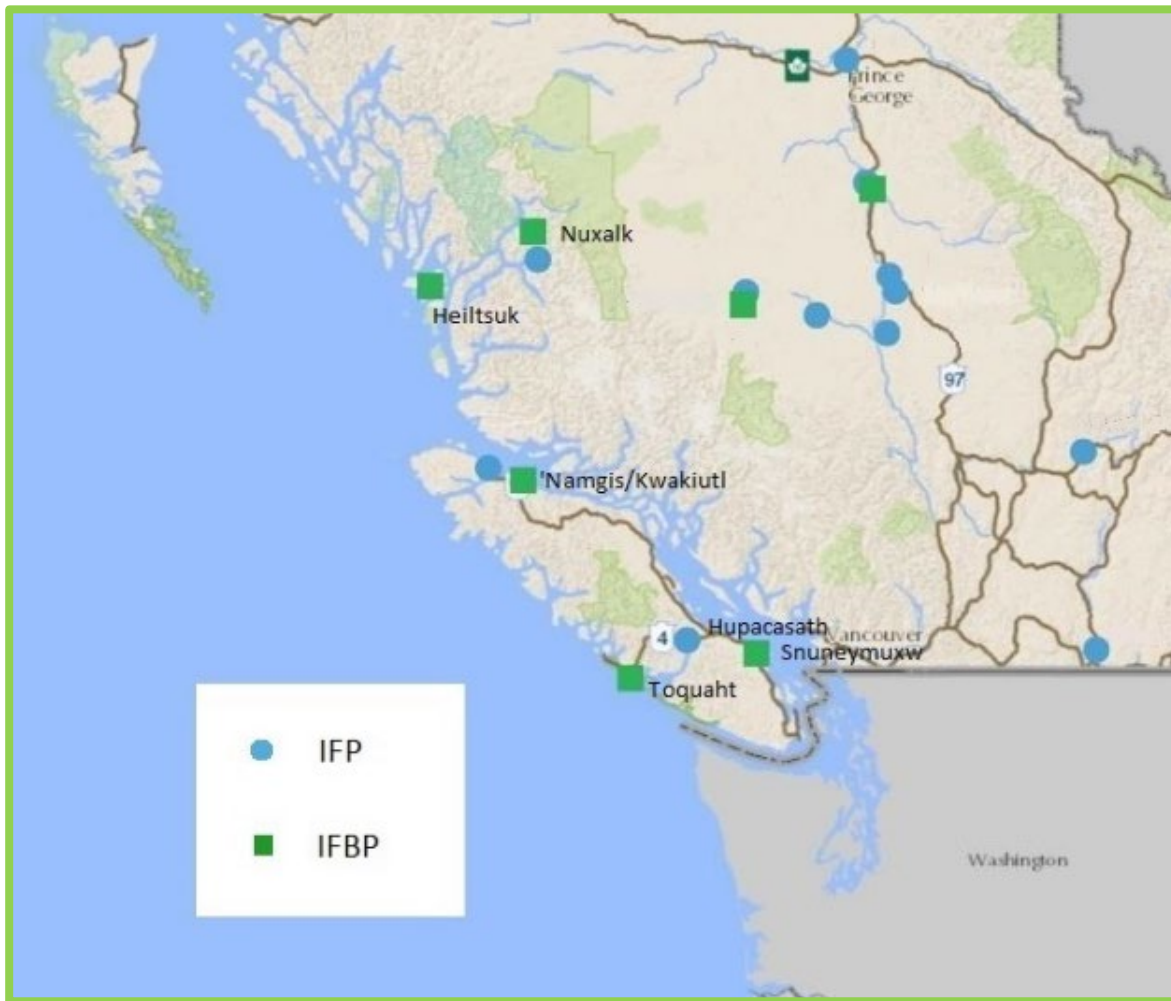 Prince
George
Nuxalk
Heiltsuk
97
'Namgis/Kwakiutl
Hupacasath
Vancouver
4
Snuneymuxw
Toquaht
IFP
IFBP
Washington